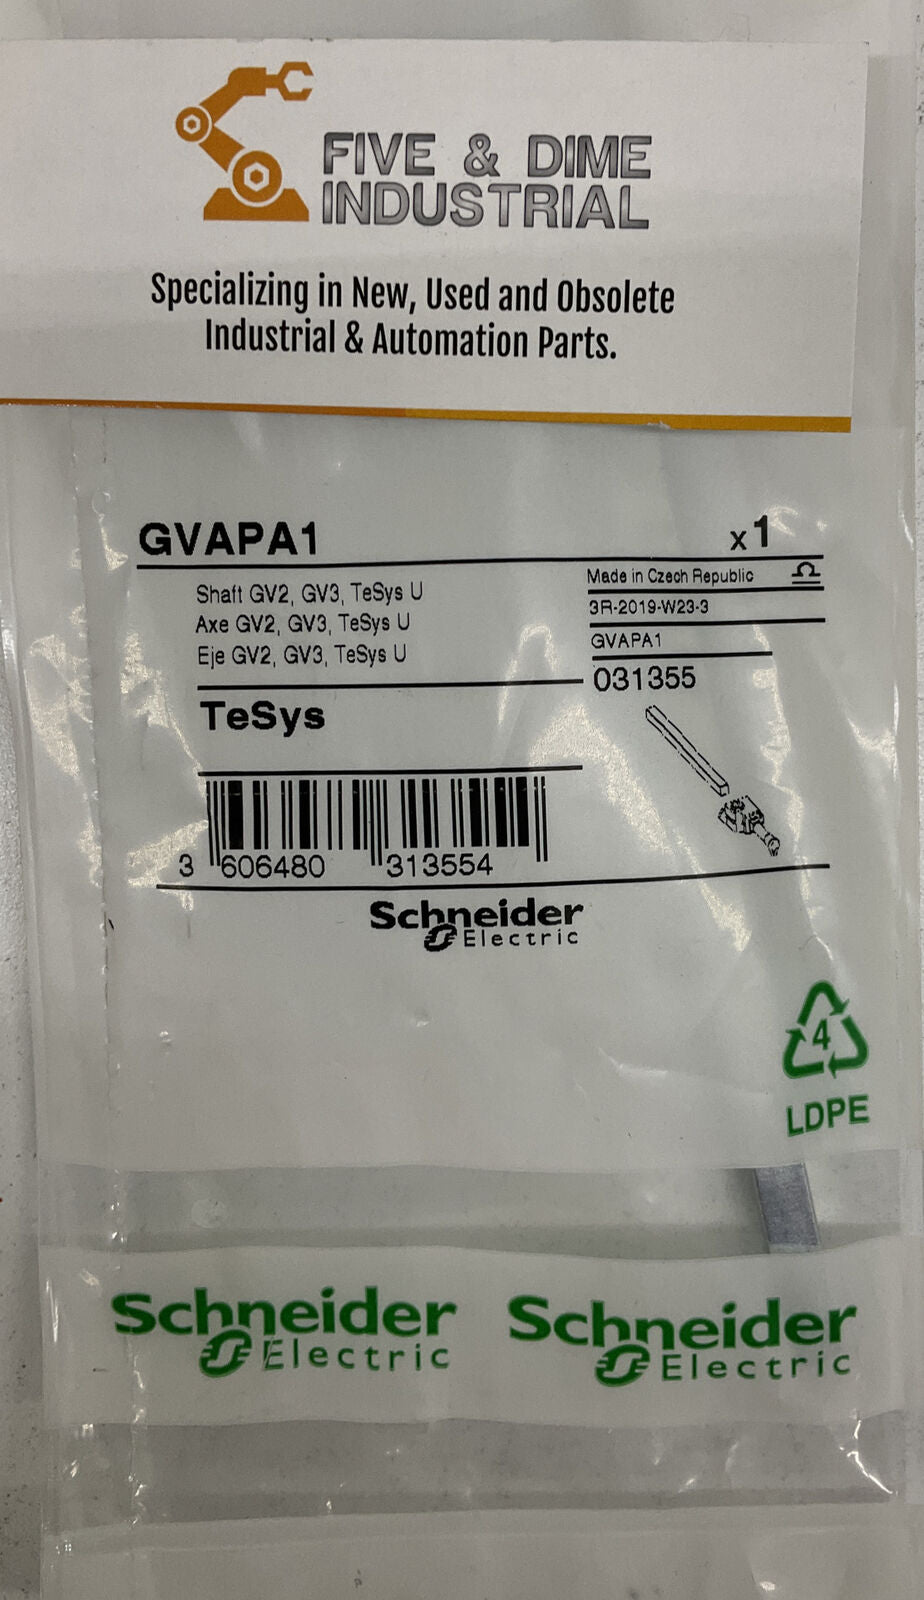 FIVE & DIME
INDUSTRIAL
Specializing in New, Used and Obsolete
Industrial & Automation Parts.
GVAPA1
x1
Shaft GV2, GV3, TeSys U
Axe GV2, GV3, TeSys U
Eje GV2, GV3, TeSys U
TeSys
Made in Czech Republic
3R-2019-W23-3
GVAPA1
031355
3 606480 313554
Schneider
Electric
4
LDPE
Schneider
Electric
Schneider
Electric